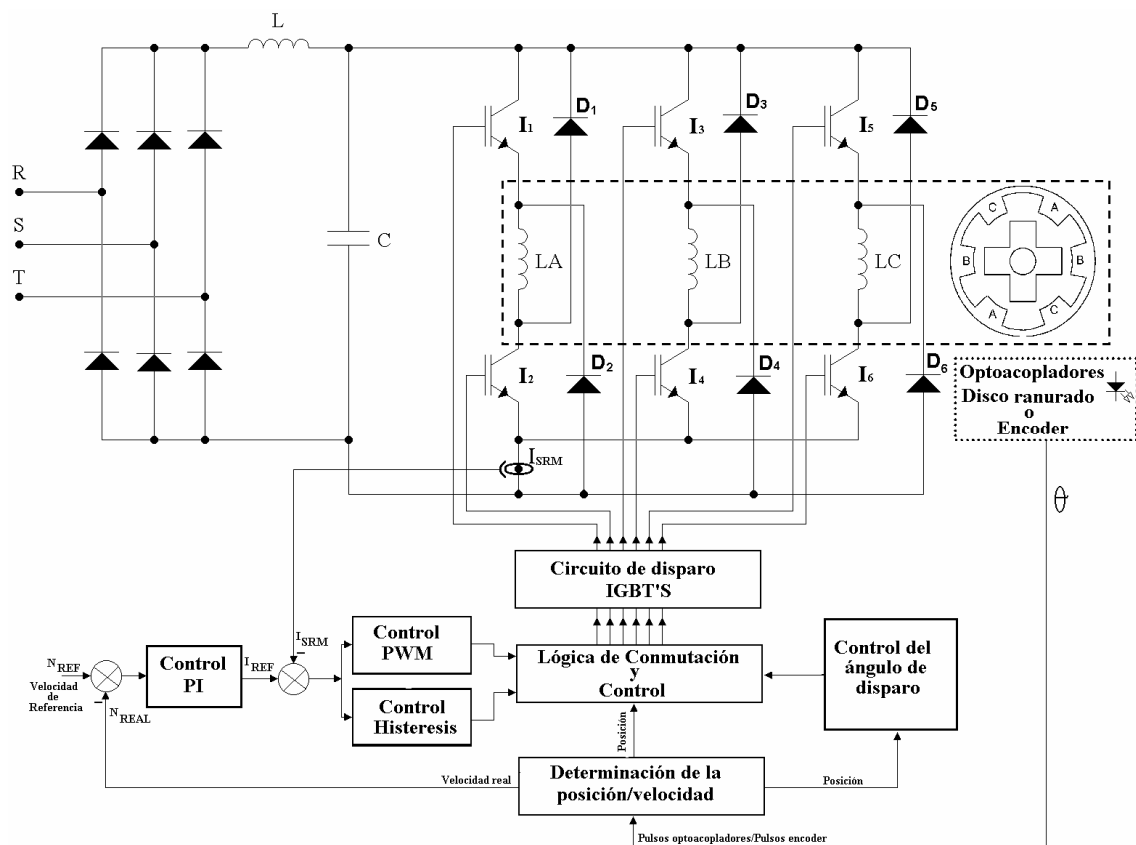 L
D1
D3
D5
I1
I3
I5
R
S
T
C
LA
LB
LC
C
A
B
B
A
C
I2
D2
I4
D4
I6
D6
Optoacopladores
Disco ranurado
o
Encoder
ISRM
θ
Circuito de disparo
IGBT'S
ISRM
−
NREF
Velocidad
de
Referencia
−
NREAL
Control
PI
IREF
Control
PWM
Control
Histeresis
Lógica de Conmutación
y
Control
Control del
ángulo de
disparo
Posición
Velocidad real
Determinación de la
posición/velocidad
Posición
Pulsos optoacopladores/Pulsos encoder